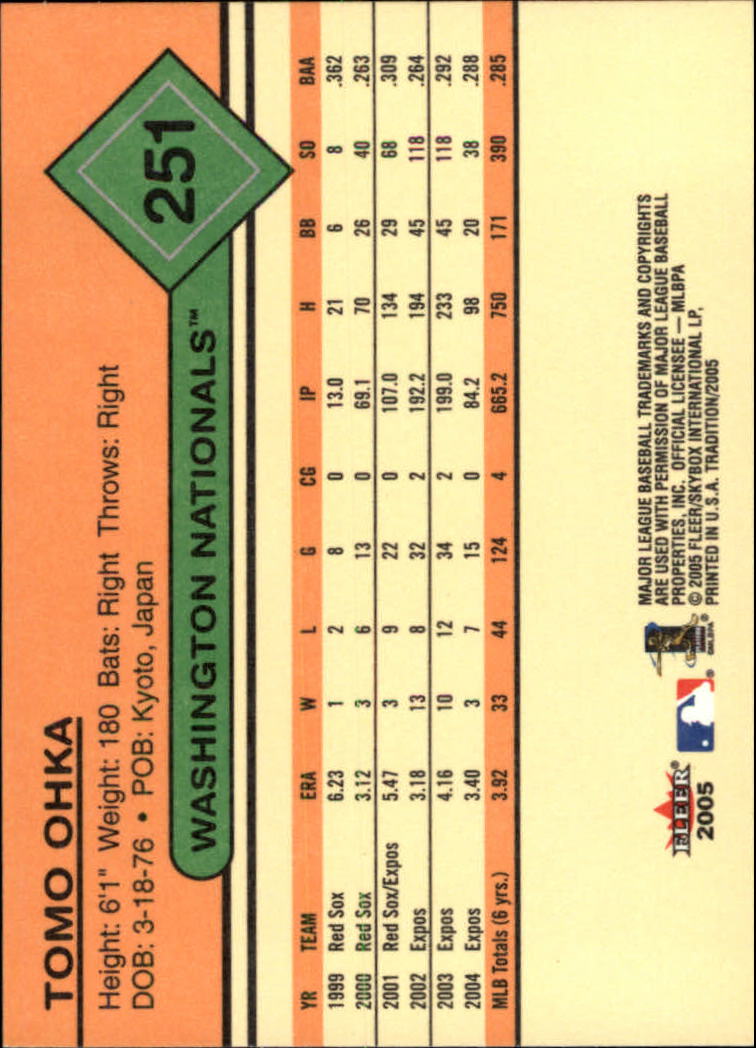 TOMO OHKA
Height: 6'1" Weight: 180 Bats: Right Throws: Right
DOB: 3-18-76 • POB: Kyoto, Japan
251
WASHINGTON NATIONALS™
YR TEAM ERA W L G CG IP H BB SO BAA
1999 Red Sox 6.23 1 2 8 0 13.0 21 6 8 .362
2000 Red Sox 3.12 3 6 13 0 69.1 70 26 40 .263
2001 Red Sox/Expos 5.47 3 9 22 0 107.0 134 29 68 .309
2002 Expos 3.18 13 8 32 2 192.2 194 45 118 .264
2003 Expos 4.16 10 12 34 2 199.0 233 45 118 .292
2004 Expos 3.40 3 7 15 0 84.2 98 20 38 .288
MLB Totals (6 yrs.) 3.92 33 44 124 4 665.2 750 171 390 .285
FLEER®
2005
MAJOR LEAGUE BASEBALL TRADEMARKS AND COPYRIGHTS
ARE USED WITH PERMISSION OF MAJOR LEAGUE BASEBALL
PROPERTIES, INC. OFFICIAL LICENSEE — MLBPA
© 2005 FLEER/SKYBOX INTERNATIONAL LP,
PRINTED IN U.S.A. TRADITION/2005